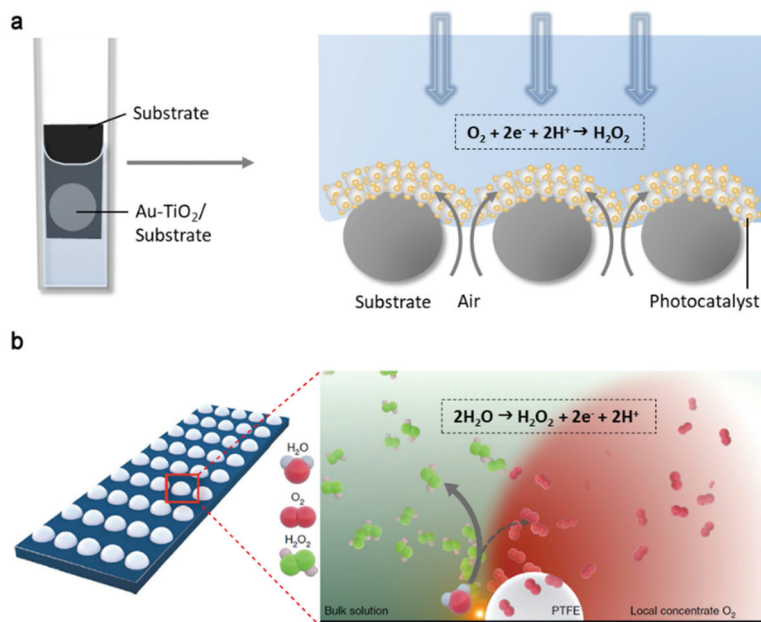 a
Substrate
Au-TiO₂/
Substrate
O₂ + 2e⁻ + 2H⁺ → H₂O₂
Substrate
Air
Photocatalyst
b
H₂O
O₂
H₂O₂
2H₂O → H₂O₂ + 2e⁻ + 2H⁺
Bulk solution
PTFE
Local concentrate O₂